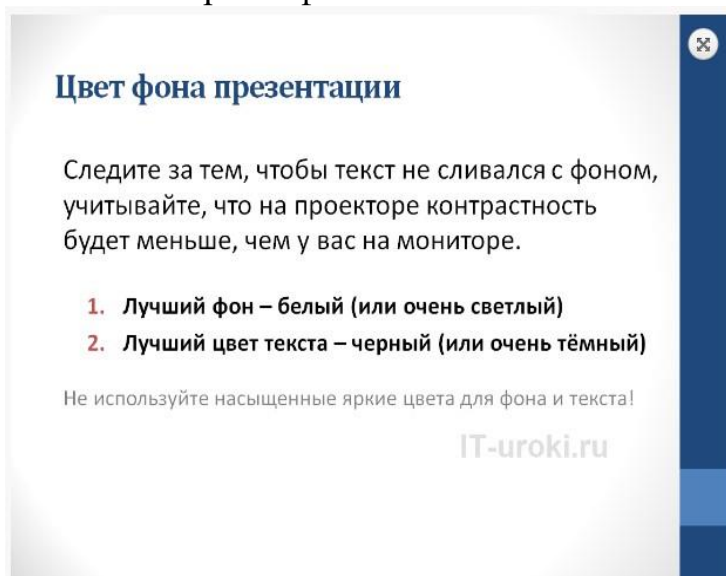 Цвет фона презентации
Следите за тем, чтобы текст не сливался с фоном,
учитывайте, что на проекторе контрастность
будет меньше, чем у вас на мониторе.
1. Лучший фон – белый (или очень светлый)
2. Лучший цвет текста – черный (или очень тёмный)
Не используйте насыщенные яркие цвета для фона и текста!
IT-uroki.ru